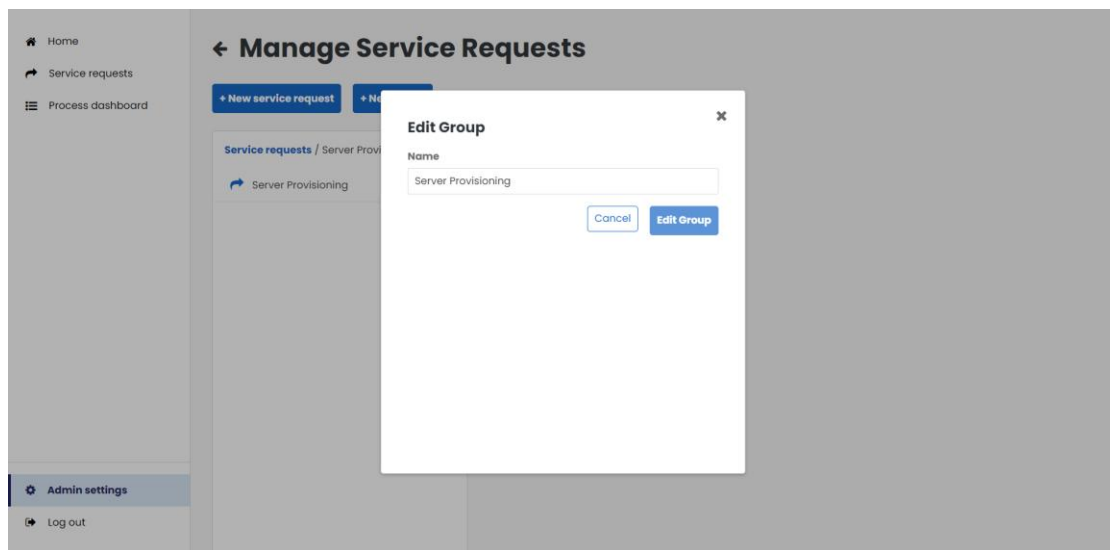 Home
Service requests
Process dashboard
Admin settings
Log out
← Manage Service Requests
+ New service request
Service requests / Server Provi
Server Provisioning
Edit Group
Name
Server Provisioning
Cancel
Edit Group